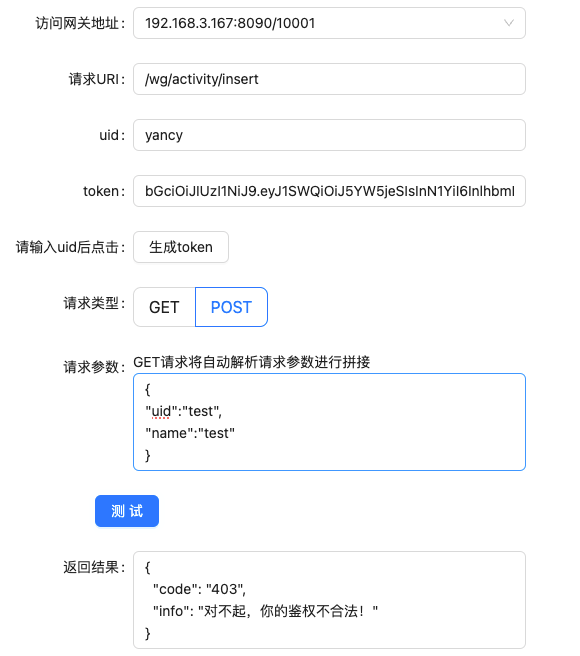 访问网关地址： 192.168.3.167:8090/10001
请求URI： /wg/activity/insert
uid： yancy
token： bGciOiJIUzI1NiJ9.eyJ1SWQiOiJ5YW5jeSIsInN1YiI6InlhbmI
请输入uid后点击： 生成token
请求类型： GET POST
请求参数： GET请求将自动解析请求参数进行拼接
{
"uid":"test",
"name":"test"
}
测 试
返回结果： {
"code": "403",
"info": "对不起，你的鉴权不合法！"
}